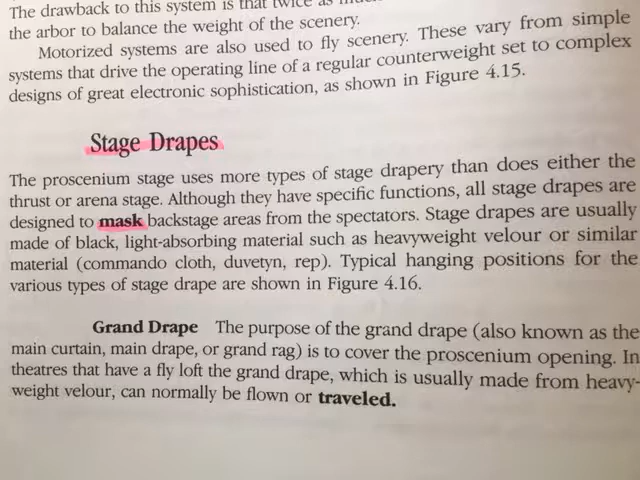 The drawback to this system is that twice as
the arbor to balance the weight of the scenery.
Motorized systems are also used to fly scenery. These vary from simple
systems that drive the operating line of a regular counterweight set to complex
designs of great electronic sophistication, as shown in Figure 4.15.
Stage Drapes
The proscenium stage uses more types of stage drapery than does either the
thrust or arena stage. Although they have specific functions, all stage drapes are
designed to mask backstage areas from the spectators. Stage drapes are usually
made of black, light-absorbing material such as heavyweight velour or similar
material (commando cloth, duvetyn, rep). Typical hanging positions for the
various types of stage drape are shown in Figure 4.16.
Grand Drape The purpose of the grand drape (also known as the
main curtain, main drape, or grand rag) is to cover the proscenium opening. In
theatres that have a fly loft the grand drape, which is usually made from heavy-
weight velour, can normally be flown or traveled.